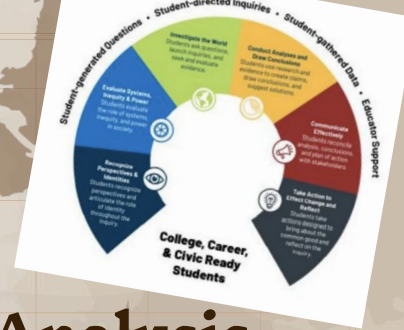 Student-generated Questions • Student-directed Inquiries • Student-gathered Data • Educator Support
Recognize
Perspectives &
Identities
Students recognize
perspectives and
articulate the role
of identity
throughout the
inquiry.
Evaluate Systems,
Inequity & Power
Students evaluate
the role of systems,
inequity, and power
in society.
Investigate the World
Students ask questions,
launch inquiries, and
seek and evaluate
evidence.
Conduct Analyses and
Draw Conclusions
Students use research and
evidence to create claims,
draw conclusions, and
suggest solutions.
Communicate
Effectively
Students reconcile
analysis, conclusions,
and plan of action
with stakeholders.
Take Action to
Effect Change and
Reflect
Students take
actions designed to
bring about the
common good and
reflect on the
inquiry.
College, Career,
& Civic Ready
Students
Analysis